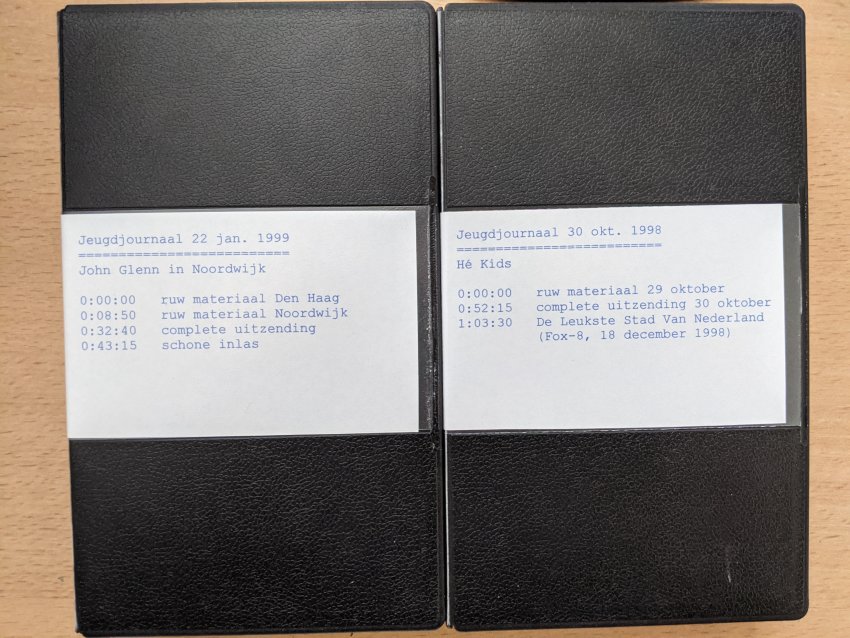 Jeugdjournaal 22 jan. 1999
==========================
John Glenn in Noordwijk
0:00:00 ruw materiaal Den Haag
0:08:50 ruw materiaal Noordwijk
0:32:40 complete uitzending
0:43:15 schone inlas
Jeugdjournaal 30 okt. 1998
==========================
Hé Kids
0:00:00 ruw materiaal 29 oktober
0:52:15 complete uitzending 30 oktober
1:03:30 De Leukste Stad Van Nederland
(Fox-8, 18 december 1998)